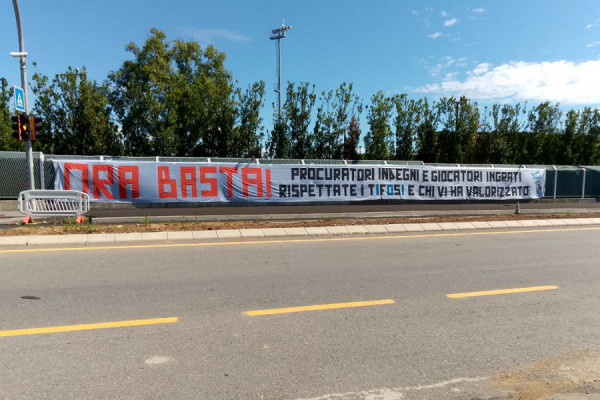 ORA BASTA!
PROCURATORI INDEGNI E GIOCATORI INGRATI
RISPETTATE I TIFOSI E CHI VI HA VALORIZZATO